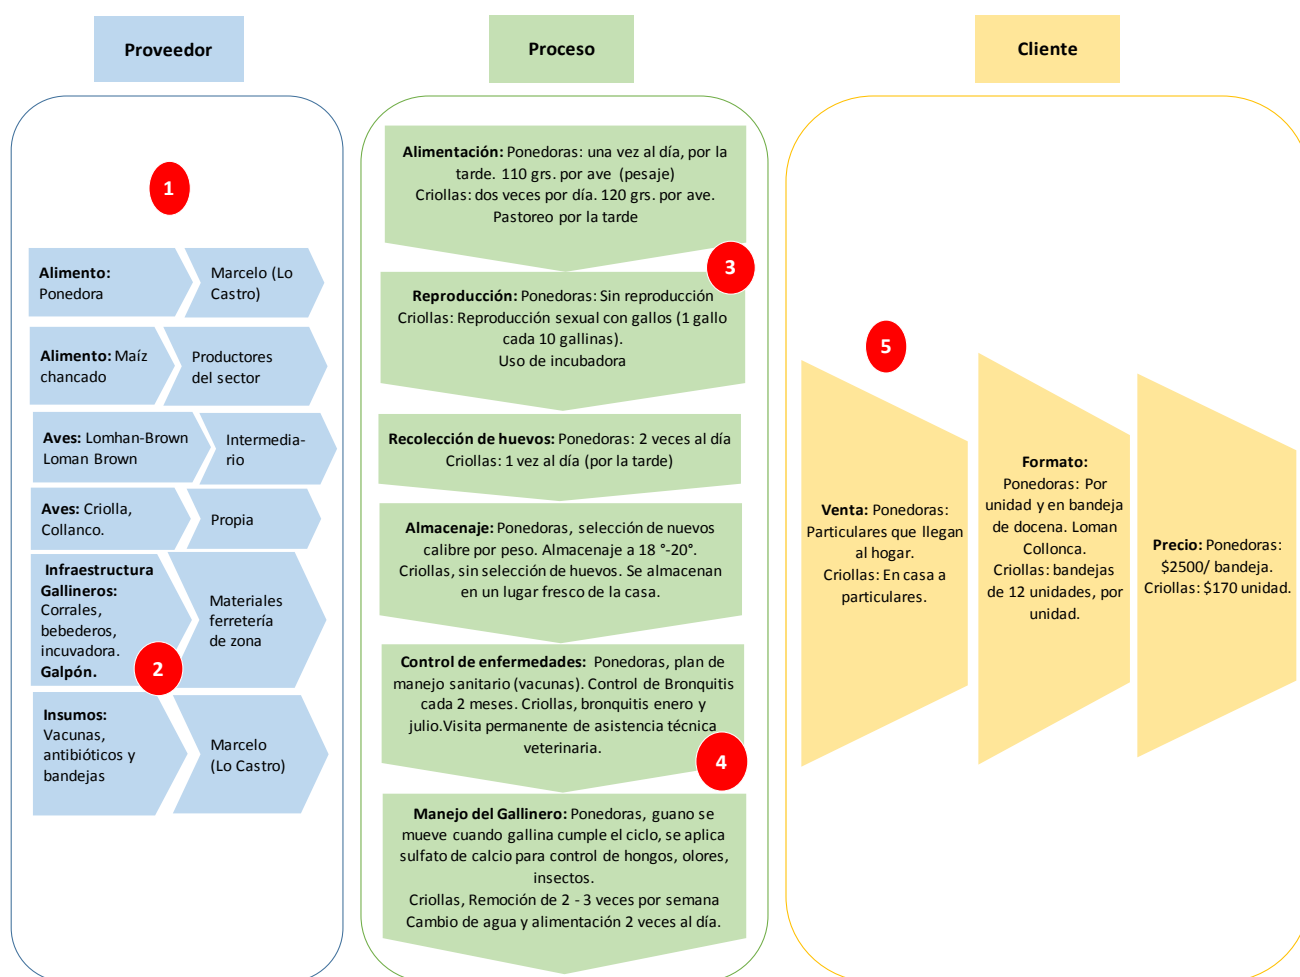 Proveedor
Proceso
Cliente
1
Alimento:
Ponedora
Marcelo (Lo
Castro)
Alimento: Maíz
chancado
Productores
del sector
Aves: Lomhan-Brown
Loman Brown
Intermedia-
rio
Aves: Criolla,
Collanco.
Propia
Infraestructura
Gallineros:
Corrales,
bebederos,
incuvadora.
Galpón.
Materiales
ferretería
de zona
2
Insumos:
Vacunas,
antibióticos y
bandejas
Marcelo
(Lo Castro)
Alimentación: Ponedoras: una vez al día, por la
tarde. 110 grs. por ave (pesaje)
Criollas: dos veces por día. 120 grs. por ave.
Pastoreo por la tarde
3
Reproducción: Ponedoras: Sin reproducción
Criollas: Reproducción sexual con gallos (1 gallo
cada 10 gallinas).
Uso de incubadora
Recolección de huevos: Ponedoras: 2 veces al día
Criollas: 1 vez al día (por la tarde)
Almacenaje: Ponedoras, selección de nuevos
calibre por peso. Almacenaje a 18 °-20°.
Criollas, sin selección de huevos. Se almacenan
en un lugar fresco de la casa.
Control de enfermedades: Ponedoras, plan de
manejo sanitario (vacunas). Control de Bronquitis
cada 2 meses. Criollas, bronquitis enero y
julio.Visita permanente de asistencia técnica
veterinaria.
4
Manejo del Gallinero: Ponedoras, guano se
mueve cuando gallina cumple el ciclo, se aplica
sulfato de calcio para control de hongos, olores,
insectos.
Criollas, Remoción de 2 - 3 veces por semana
Cambio de agua y alimentación 2 veces al día.
5
Venta: Ponedoras:
Particulares que llegan
al hogar.
Criollas: En casa a
particulares.
Formato:
Ponedoras: Por
unidad y en bandeja
de docena. Loman
Collonca.
Criollas: bandejas
de 12 unidades, por
unidad.
Precio: Ponedoras:
$2500/ bandeja.
Criollas: $170 unidad.